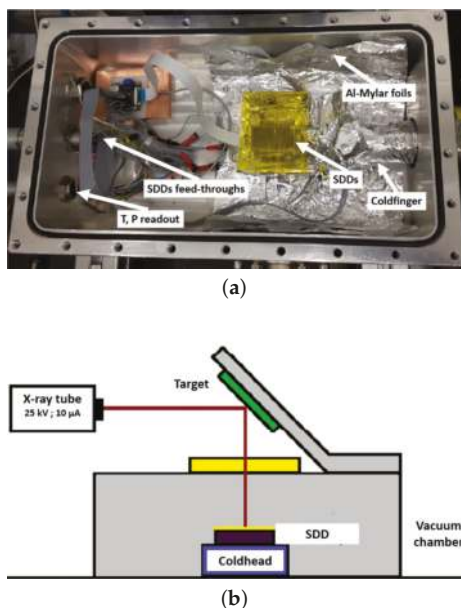 Al-Mylar foils
SDDs feed-throughs
SDDs
Coldfinger
T, P readout
(a)
Target
X-ray tube
25 kV ; 10 μA
SDD
Vacuum
chamber
Coldhead
(b)